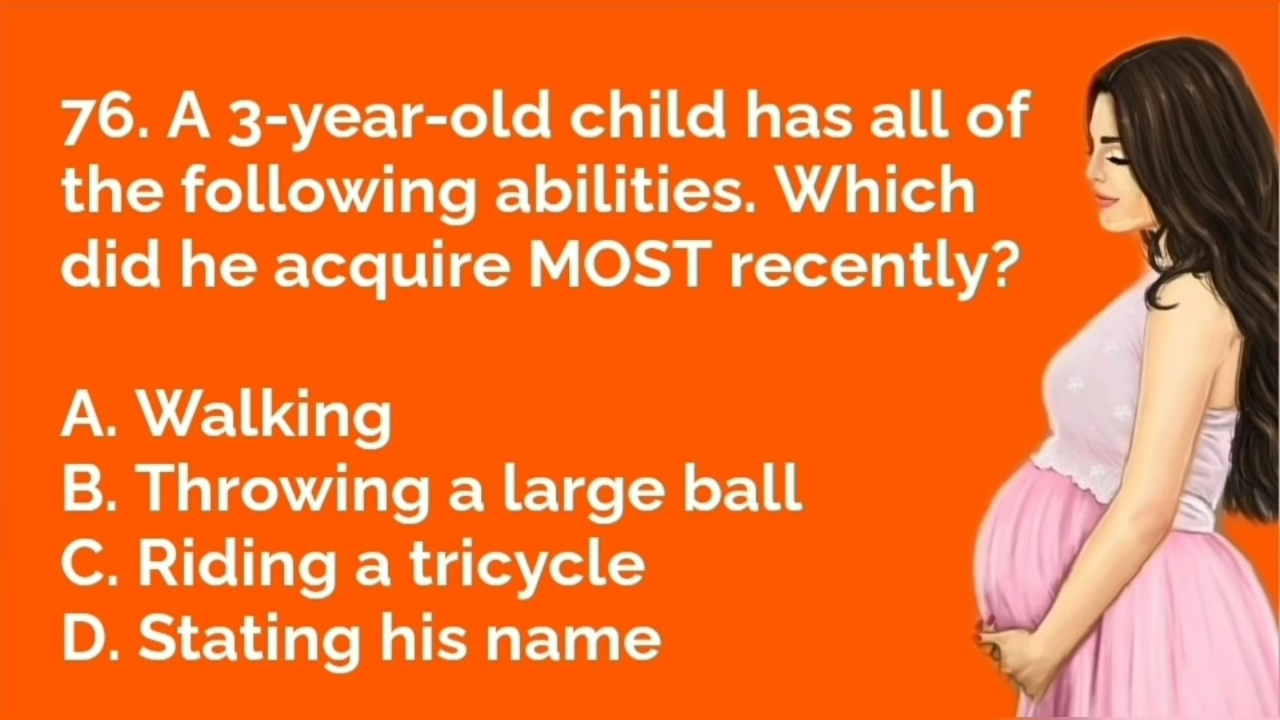 76. A 3-year-old child has all of
the following abilities. Which
did he acquire MOST recently?
A. Walking
B. Throwing a large ball
C. Riding a tricycle
D. Stating his name